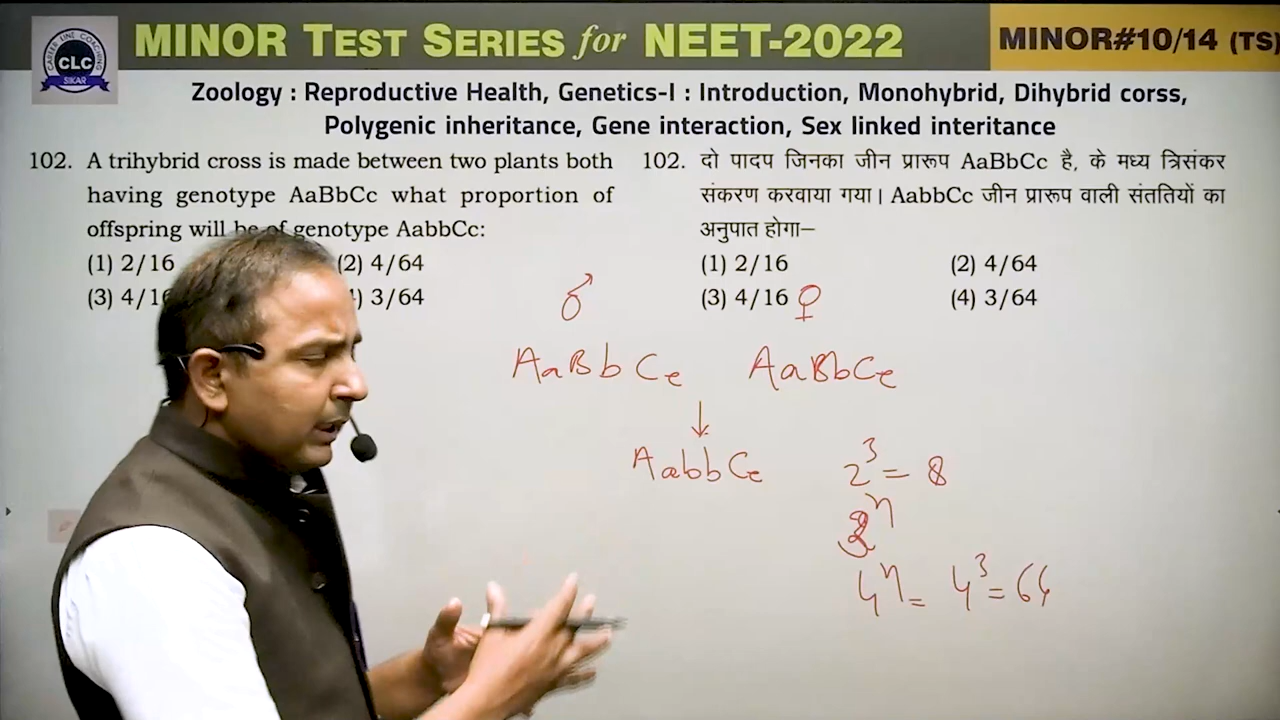 MINOR TEST SERIES for NEET-2022
MINOR#10/14 (TS)
CAREER LINE COACHING
CLC
SIKAR
Zoology : Reproductive Health, Genetics-I : Introduction, Monohybrid, Dihybrid corss,
Polygenic inheritance, Gene interaction, Sex linked interitance
102. A trihybrid cross is made between two plants both
having genotype AaBbCc what proportion of
offspring will be of genotype AabbCc:
(1) 2/16 (2) 4/64
(3) 4/16 3/64
102. दो पादप जिनका जीन प्रारूप AaBbCc है, के मध्य त्रिसंकर
संकरण करवाया गया। AabbCc जीन प्रारूप वाली संततियों का
अनुपात होगा–
(1) 2/16 (2) 4/64
(3) 4/16 (4) 3/64
♂ ♀
AaBbCc AaBbCc
↓
AabbCc
2³ = 8
4ⁿ = 4³ = 64